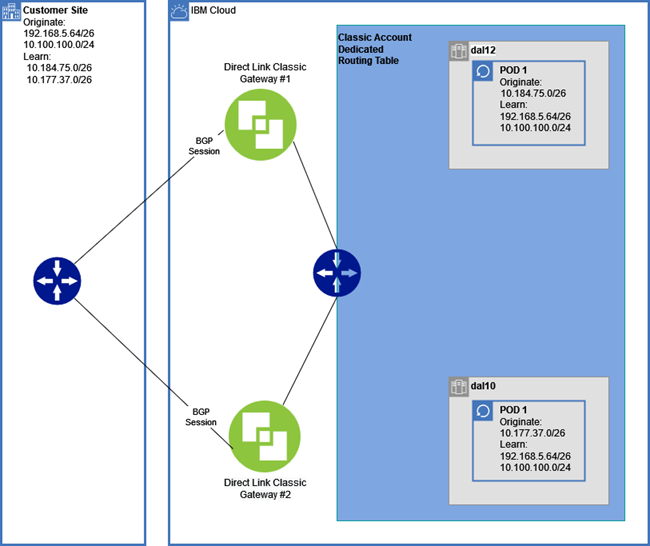 Customer Site
Originate:
192.168.5.64/26
10.100.100.0/24
Learn:
10.184.75.0/26
10.177.37.0/26
IBM Cloud
Direct Link Classic
Gateway #1
BGP
Session
BGP
Session
Direct Link Classic
Gateway #2
Classic Account
Dedicated
Routing Table
dal12
POD 1
Originate:
10.184.75.0/26
Learn:
192.168.5.64/26
10.100.100.0/24
dal10
POD 1
Originate:
10.177.37.0/26
Learn:
192.168.5.64/26
10.100.100.0/24